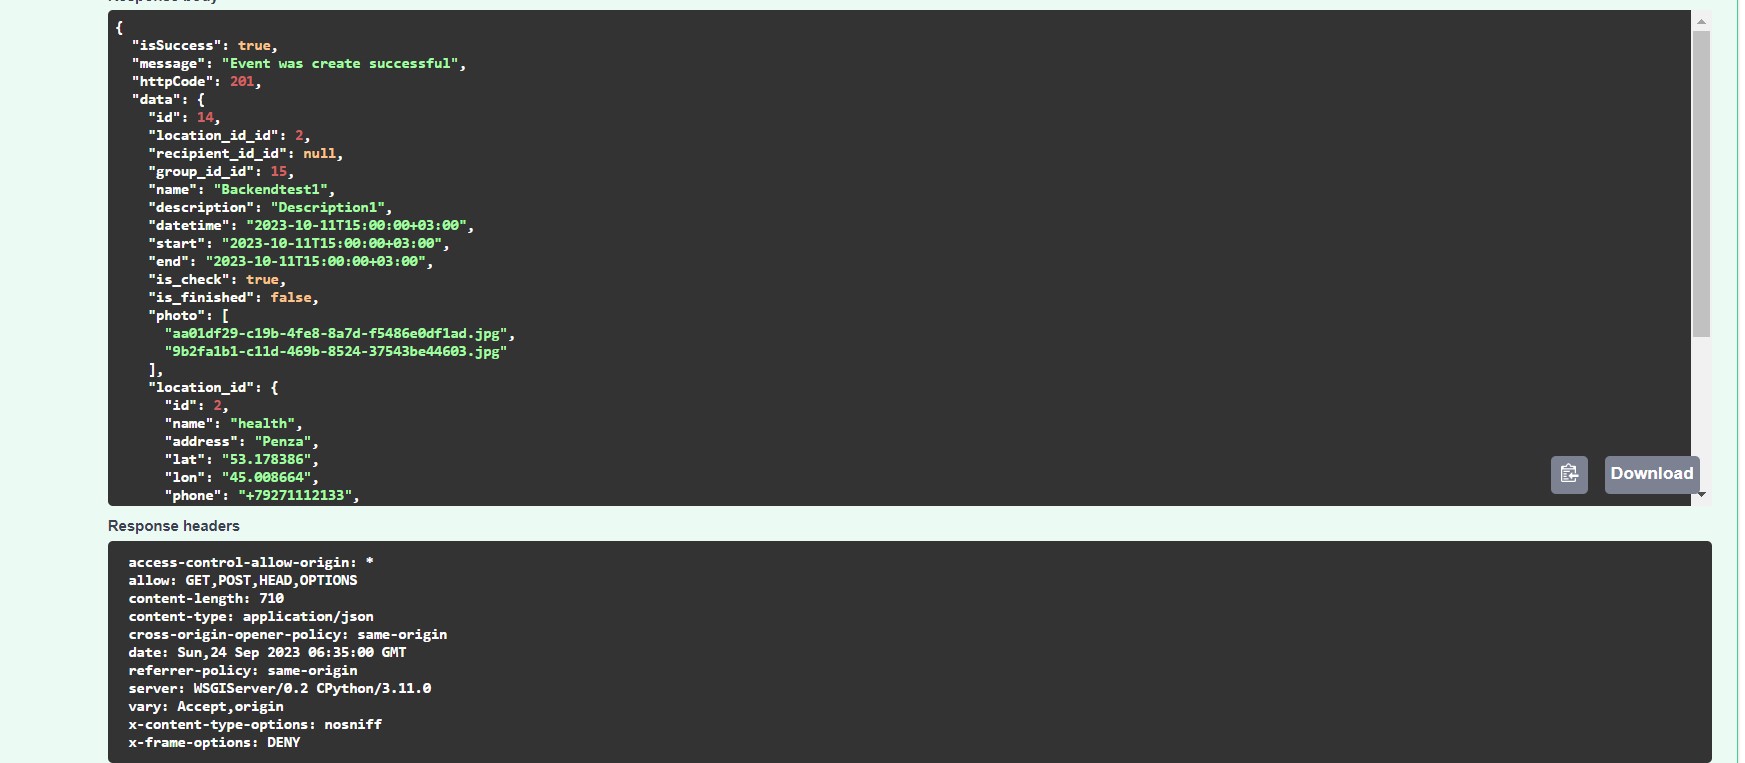 Response body
{
"isSuccess": true,
"message": "Event was create successful",
"httpCode": 201,
"data": {
"id": 14,
"location_id_id": 2,
"recipient_id_id": null,
"group_id_id": 15,
"name": "Backendtest1",
"description": "Description1",
"datetime": "2023-10-11T15:00:00+03:00",
"start": "2023-10-11T15:00:00+03:00",
"end": "2023-10-11T15:00:00+03:00",
"is_check": true,
"is_finished": false,
"photo": [
"aa01df29-c19b-4fe8-8a7d-f5486e0df1ad.jpg",
"9b2fa1b1-c11d-469b-8524-37543be44603.jpg"
],
"location_id": {
"id": 2,
"name": "health",
"address": "Penza",
"lat": "53.178386",
"lon": "45.008664",
"phone": "+79271112133",
Download
Response headers
access-control-allow-origin: *
allow: GET,POST,HEAD,OPTIONS
content-length: 710
content-type: application/json
cross-origin-opener-policy: same-origin
date: Sun,24 Sep 2023 06:35:00 GMT
referrer-policy: same-origin
server: WSGIServer/0.2 CPython/3.11.0
vary: Accept,origin
x-content-type-options: nosniff
x-frame-options: DENY